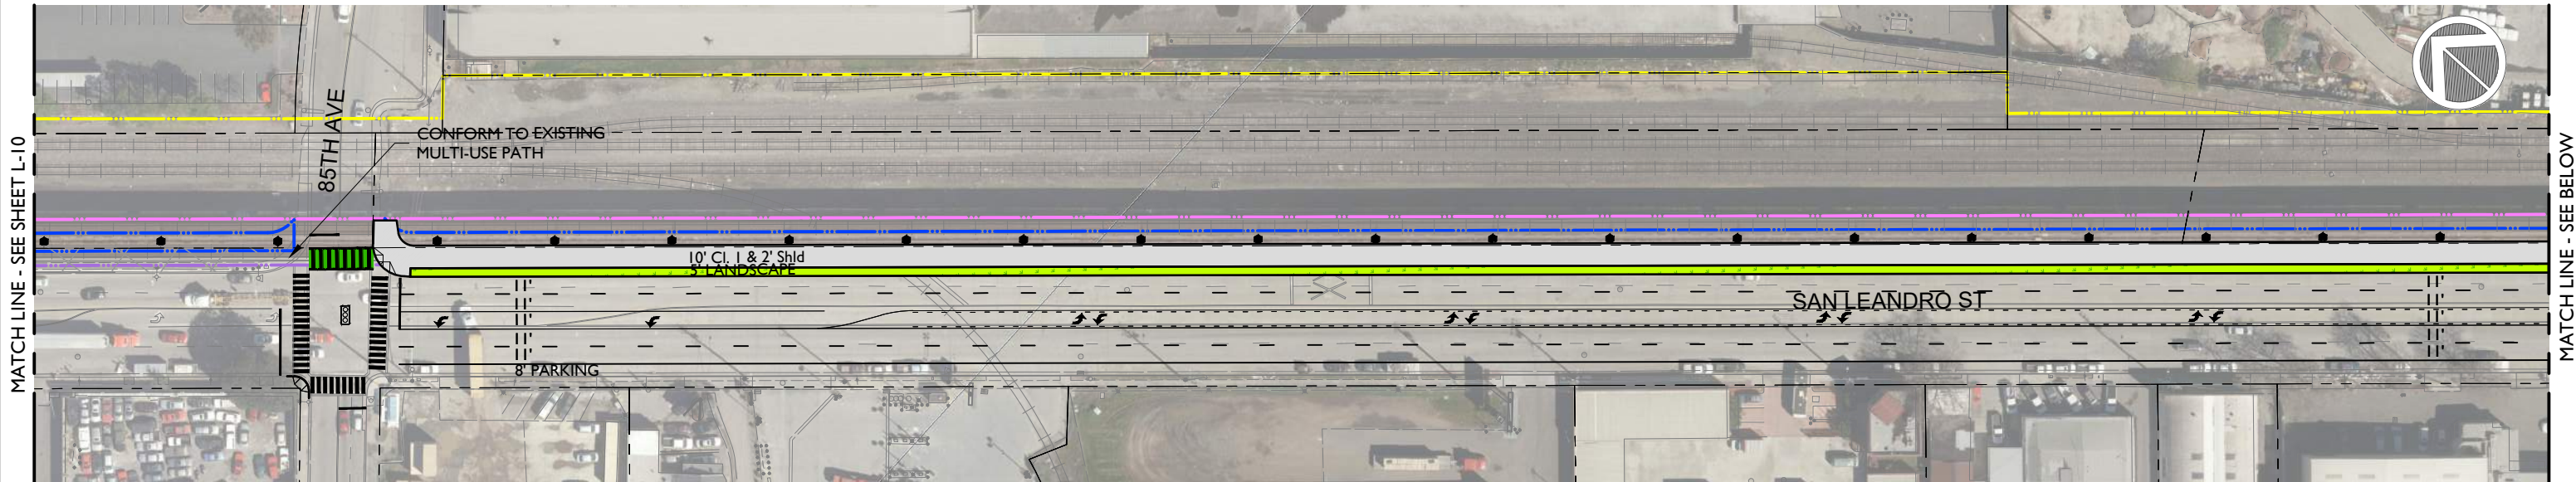 MATCH LINE - SEE SHEET L-10
85TH AVE
CONFORM TO EXISTING
MULTI-USE PATH
10' Cl. 1 & 2' Shld
5' LANDSCAPE
SAN LEANDRO ST
8' PARKING
MATCH LINE - SEE BELOW